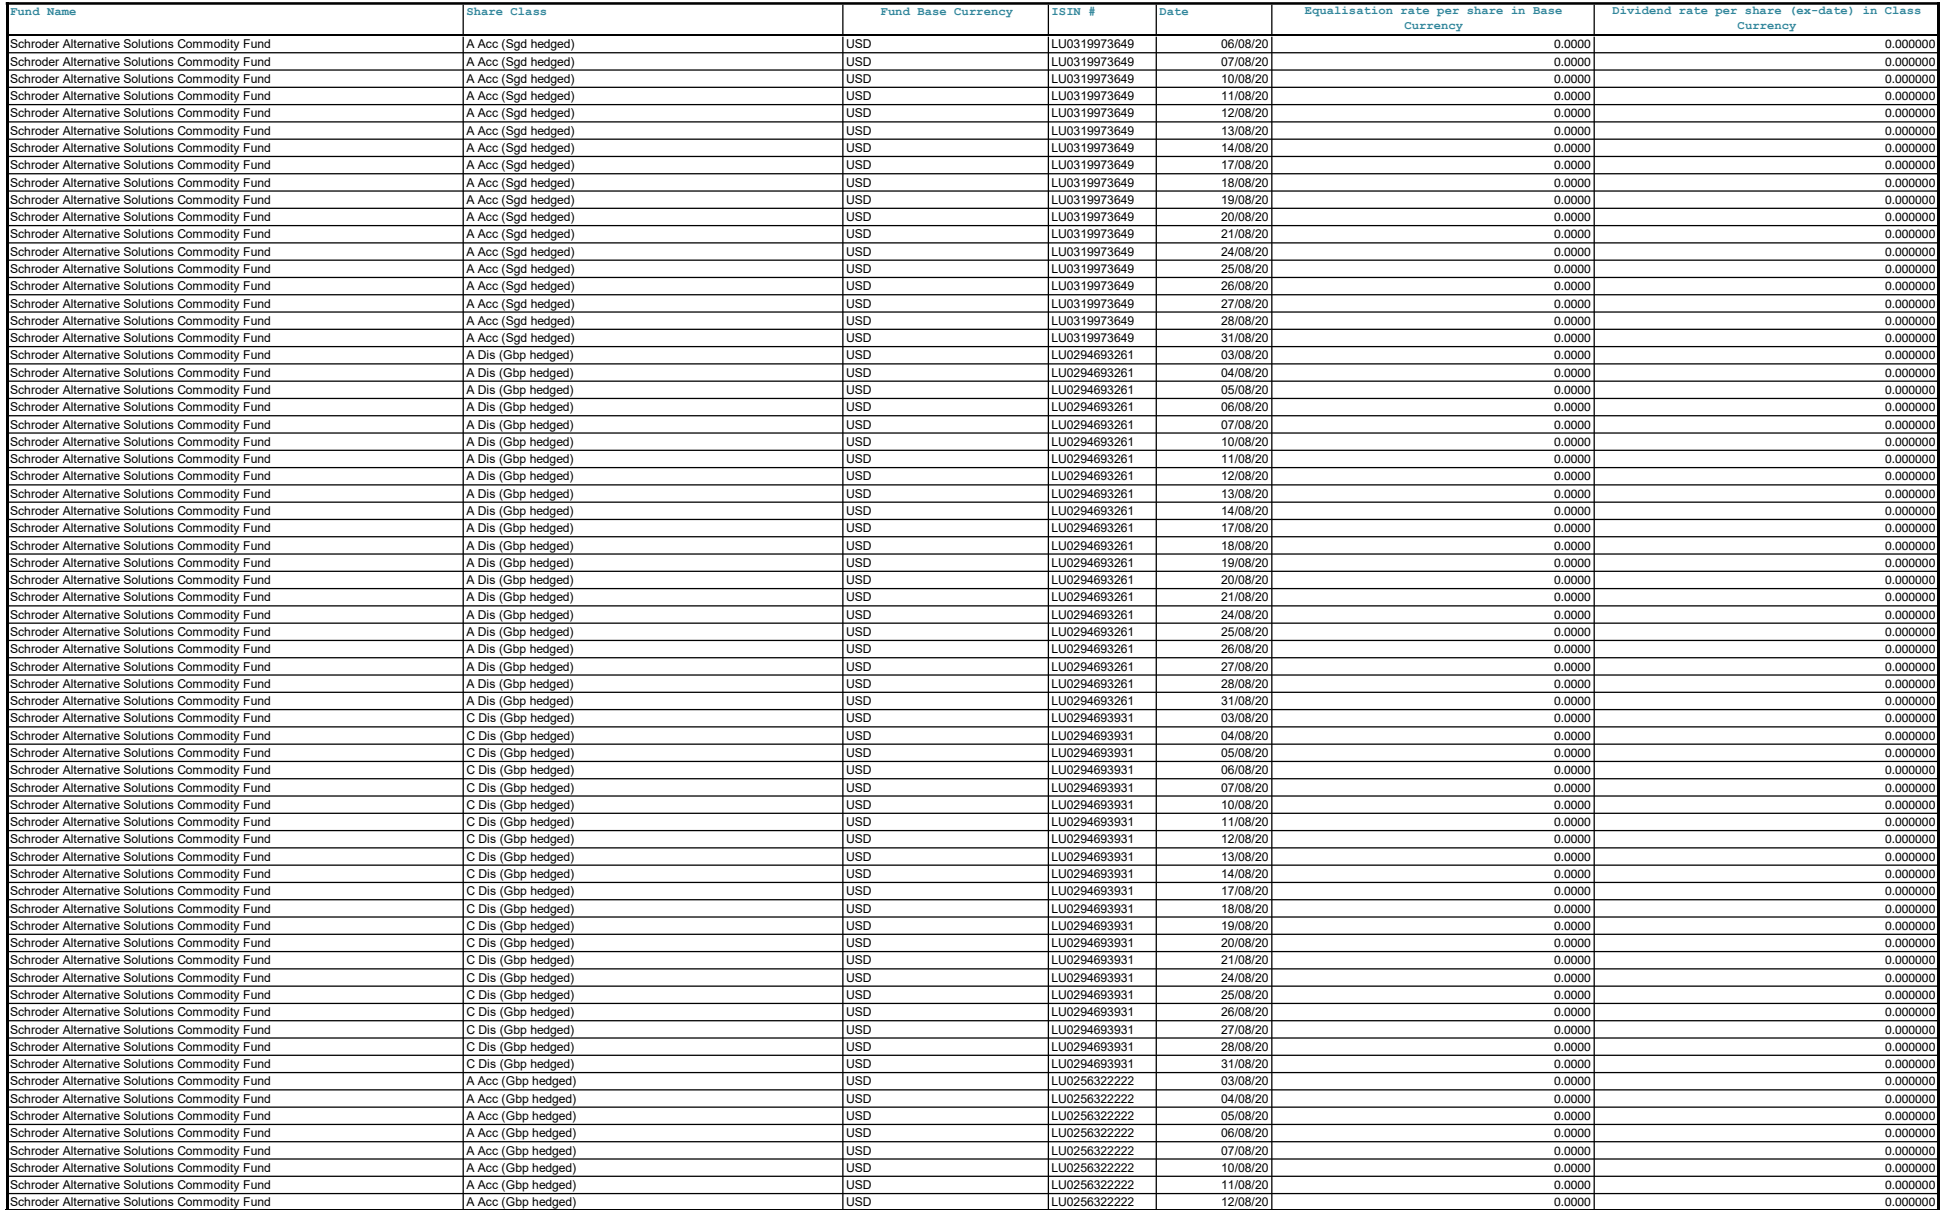 Fund Name Share Class Fund Base Currency ISIN # Date Equalisation rate per share in Base Currency Dividend rate per share (ex-date) in Class Currency
Schroder Alternative Solutions Commodity Fund A Acc (Sgd hedged) USD LU0319973649 06/08/20 0.0000 0.000000
Schroder Alternative Solutions Commodity Fund A Acc (Sgd hedged) USD LU0319973649 07/08/20 0.0000 0.000000
Schroder Alternative Solutions Commodity Fund A Acc (Sgd hedged) USD LU0319973649 10/08/20 0.0000 0.000000
Schroder Alternative Solutions Commodity Fund A Acc (Sgd hedged) USD LU0319973649 11/08/20 0.0000 0.000000
Schroder Alternative Solutions Commodity Fund A Acc (Sgd hedged) USD LU0319973649 12/08/20 0.0000 0.000000
Schroder Alternative Solutions Commodity Fund A Acc (Sgd hedged) USD LU0319973649 13/08/20 0.0000 0.000000
Schroder Alternative Solutions Commodity Fund A Acc (Sgd hedged) USD LU0319973649 14/08/20 0.0000 0.000000
Schroder Alternative Solutions Commodity Fund A Acc (Sgd hedged) USD LU0319973649 17/08/20 0.0000 0.000000
Schroder Alternative Solutions Commodity Fund A Acc (Sgd hedged) USD LU0319973649 18/08/20 0.0000 0.000000
Schroder Alternative Solutions Commodity Fund A Acc (Sgd hedged) USD LU0319973649 19/08/20 0.0000 0.000000
Schroder Alternative Solutions Commodity Fund A Acc (Sgd hedged) USD LU0319973649 20/08/20 0.0000 0.000000
Schroder Alternative Solutions Commodity Fund A Acc (Sgd hedged) USD LU0319973649 21/08/20 0.0000 0.000000
Schroder Alternative Solutions Commodity Fund A Acc (Sgd hedged) USD LU0319973649 24/08/20 0.0000 0.000000
Schroder Alternative Solutions Commodity Fund A Acc (Sgd hedged) USD LU0319973649 25/08/20 0.0000 0.000000
Schroder Alternative Solutions Commodity Fund A Acc (Sgd hedged) USD LU0319973649 26/08/20 0.0000 0.000000
Schroder Alternative Solutions Commodity Fund A Acc (Sgd hedged) USD LU0319973649 27/08/20 0.0000 0.000000
Schroder Alternative Solutions Commodity Fund A Acc (Sgd hedged) USD LU0319973649 28/08/20 0.0000 0.000000
Schroder Alternative Solutions Commodity Fund A Acc (Sgd hedged) USD LU0319973649 31/08/20 0.0000 0.000000
Schroder Alternative Solutions Commodity Fund A Dis (Gbp hedged) USD LU0294693261 03/08/20 0.0000 0.000000
Schroder Alternative Solutions Commodity Fund A Dis (Gbp hedged) USD LU0294693261 04/08/20 0.0000 0.000000
Schroder Alternative Solutions Commodity Fund A Dis (Gbp hedged) USD LU0294693261 05/08/20 0.0000 0.000000
Schroder Alternative Solutions Commodity Fund A Dis (Gbp hedged) USD LU0294693261 06/08/20 0.0000 0.000000
Schroder Alternative Solutions Commodity Fund A Dis (Gbp hedged) USD LU0294693261 07/08/20 0.0000 0.000000
Schroder Alternative Solutions Commodity Fund A Dis (Gbp hedged) USD LU0294693261 10/08/20 0.0000 0.000000
Schroder Alternative Solutions Commodity Fund A Dis (Gbp hedged) USD LU0294693261 11/08/20 0.0000 0.000000
Schroder Alternative Solutions Commodity Fund A Dis (Gbp hedged) USD LU0294693261 12/08/20 0.0000 0.000000
Schroder Alternative Solutions Commodity Fund A Dis (Gbp hedged) USD LU0294693261 13/08/20 0.0000 0.000000
Schroder Alternative Solutions Commodity Fund A Dis (Gbp hedged) USD LU0294693261 14/08/20 0.0000 0.000000
Schroder Alternative Solutions Commodity Fund A Dis (Gbp hedged) USD LU0294693261 17/08/20 0.0000 0.000000
Schroder Alternative Solutions Commodity Fund A Dis (Gbp hedged) USD LU0294693261 18/08/20 0.0000 0.000000
Schroder Alternative Solutions Commodity Fund A Dis (Gbp hedged) USD LU0294693261 19/08/20 0.0000 0.000000
Schroder Alternative Solutions Commodity Fund A Dis (Gbp hedged) USD LU0294693261 20/08/20 0.0000 0.000000
Schroder Alternative Solutions Commodity Fund A Dis (Gbp hedged) USD LU0294693261 21/08/20 0.0000 0.000000
Schroder Alternative Solutions Commodity Fund A Dis (Gbp hedged) USD LU0294693261 24/08/20 0.0000 0.000000
Schroder Alternative Solutions Commodity Fund A Dis (Gbp hedged) USD LU0294693261 25/08/20 0.0000 0.000000
Schroder Alternative Solutions Commodity Fund A Dis (Gbp hedged) USD LU0294693261 26/08/20 0.0000 0.000000
Schroder Alternative Solutions Commodity Fund A Dis (Gbp hedged) USD LU0294693261 27/08/20 0.0000 0.000000
Schroder Alternative Solutions Commodity Fund A Dis (Gbp hedged) USD LU0294693261 28/08/20 0.0000 0.000000
Schroder Alternative Solutions Commodity Fund A Dis (Gbp hedged) USD LU0294693261 31/08/20 0.0000 0.000000
Schroder Alternative Solutions Commodity Fund C Dis (Gbp hedged) USD LU0294693931 03/08/20 0.0000 0.000000
Schroder Alternative Solutions Commodity Fund C Dis (Gbp hedged) USD LU0294693931 04/08/20 0.0000 0.000000
Schroder Alternative Solutions Commodity Fund C Dis (Gbp hedged) USD LU0294693931 05/08/20 0.0000 0.000000
Schroder Alternative Solutions Commodity Fund C Dis (Gbp hedged) USD LU0294693931 06/08/20 0.0000 0.000000
Schroder Alternative Solutions Commodity Fund C Dis (Gbp hedged) USD LU0294693931 07/08/20 0.0000 0.000000
Schroder Alternative Solutions Commodity Fund C Dis (Gbp hedged) USD LU0294693931 10/08/20 0.0000 0.000000
Schroder Alternative Solutions Commodity Fund C Dis (Gbp hedged) USD LU0294693931 11/08/20 0.0000 0.000000
Schroder Alternative Solutions Commodity Fund C Dis (Gbp hedged) USD LU0294693931 12/08/20 0.0000 0.000000
Schroder Alternative Solutions Commodity Fund C Dis (Gbp hedged) USD LU0294693931 13/08/20 0.0000 0.000000
Schroder Alternative Solutions Commodity Fund C Dis (Gbp hedged) USD LU0294693931 14/08/20 0.0000 0.000000
Schroder Alternative Solutions Commodity Fund C Dis (Gbp hedged) USD LU0294693931 17/08/20 0.0000 0.000000
Schroder Alternative Solutions Commodity Fund C Dis (Gbp hedged) USD LU0294693931 18/08/20 0.0000 0.000000
Schroder Alternative Solutions Commodity Fund C Dis (Gbp hedged) USD LU0294693931 19/08/20 0.0000 0.000000
Schroder Alternative Solutions Commodity Fund C Dis (Gbp hedged) USD LU0294693931 20/08/20 0.0000 0.000000
Schroder Alternative Solutions Commodity Fund C Dis (Gbp hedged) USD LU0294693931 21/08/20 0.0000 0.000000
Schroder Alternative Solutions Commodity Fund C Dis (Gbp hedged) USD LU0294693931 24/08/20 0.0000 0.000000
Schroder Alternative Solutions Commodity Fund C Dis (Gbp hedged) USD LU0294693931 25/08/20 0.0000 0.000000
Schroder Alternative Solutions Commodity Fund C Dis (Gbp hedged) USD LU0294693931 26/08/20 0.0000 0.000000
Schroder Alternative Solutions Commodity Fund C Dis (Gbp hedged) USD LU0294693931 27/08/20 0.0000 0.000000
Schroder Alternative Solutions Commodity Fund C Dis (Gbp hedged) USD LU0294693931 28/08/20 0.0000 0.000000
Schroder Alternative Solutions Commodity Fund C Dis (Gbp hedged) USD LU0294693931 31/08/20 0.0000 0.000000
Schroder Alternative Solutions Commodity Fund A Acc (Gbp hedged) USD LU0256322222 03/08/20 0.0000 0.000000
Schroder Alternative Solutions Commodity Fund A Acc (Gbp hedged) USD LU0256322222 04/08/20 0.0000 0.000000
Schroder Alternative Solutions Commodity Fund A Acc (Gbp hedged) USD LU0256322222 05/08/20 0.0000 0.000000
Schroder Alternative Solutions Commodity Fund A Acc (Gbp hedged) USD LU0256322222 06/08/20 0.0000 0.000000
Schroder Alternative Solutions Commodity Fund A Acc (Gbp hedged) USD LU0256322222 07/08/20 0.0000 0.000000
Schroder Alternative Solutions Commodity Fund A Acc (Gbp hedged) USD LU0256322222 10/08/20 0.0000 0.000000
Schroder Alternative Solutions Commodity Fund A Acc (Gbp hedged) USD LU0256322222 11/08/20 0.0000 0.000000
Schroder Alternative Solutions Commodity Fund A Acc (Gbp hedged) USD LU0256322222 12/08/20 0.0000 0.000000